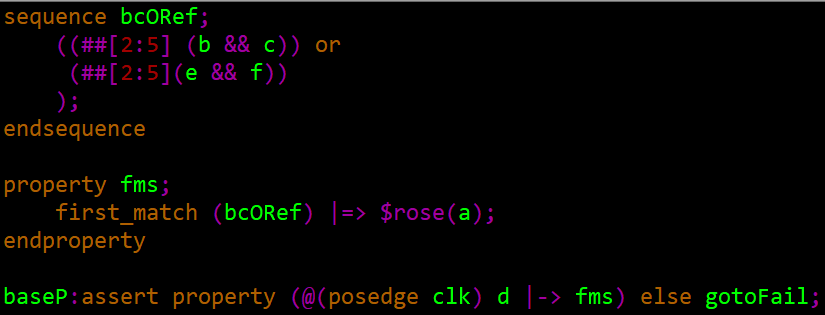 sequence bcORef;
((##[2:5] (b && c)) or
(##[2:5](e && f))
);
endsequence
property fms;
first_match (bcORef) |=> $rose(a);
endproperty
baseP:assert property (@(posedge clk) d |-> fms) else gotoFail;